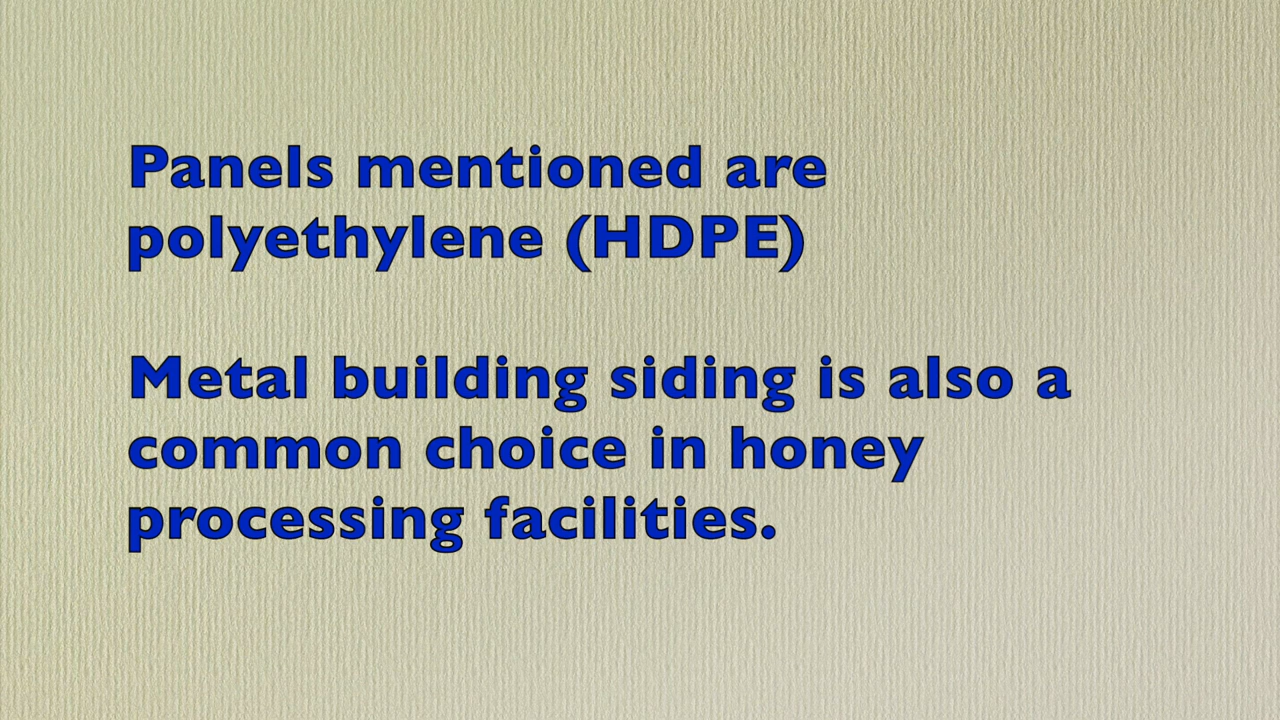 Panels mentioned are
polyethylene (HDPE)
Metal building siding is also a
common choice in honey
processing facilities.